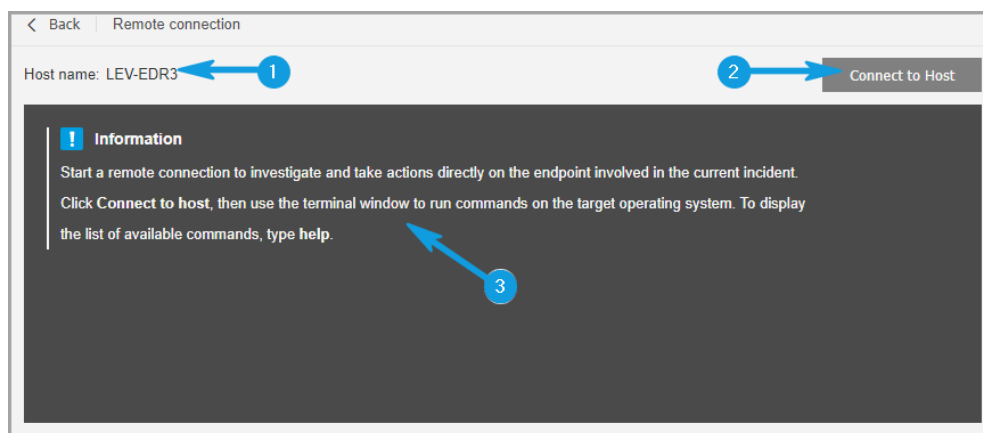 Back Remote connection
Host name: LEV-EDR3 1 2 Connect to Host
! Information
Start a remote connection to investigate and take actions directly on the endpoint involved in the current incident.
Click Connect to host, then use the terminal window to run commands on the target operating system. To display
the list of available commands, type help.
3